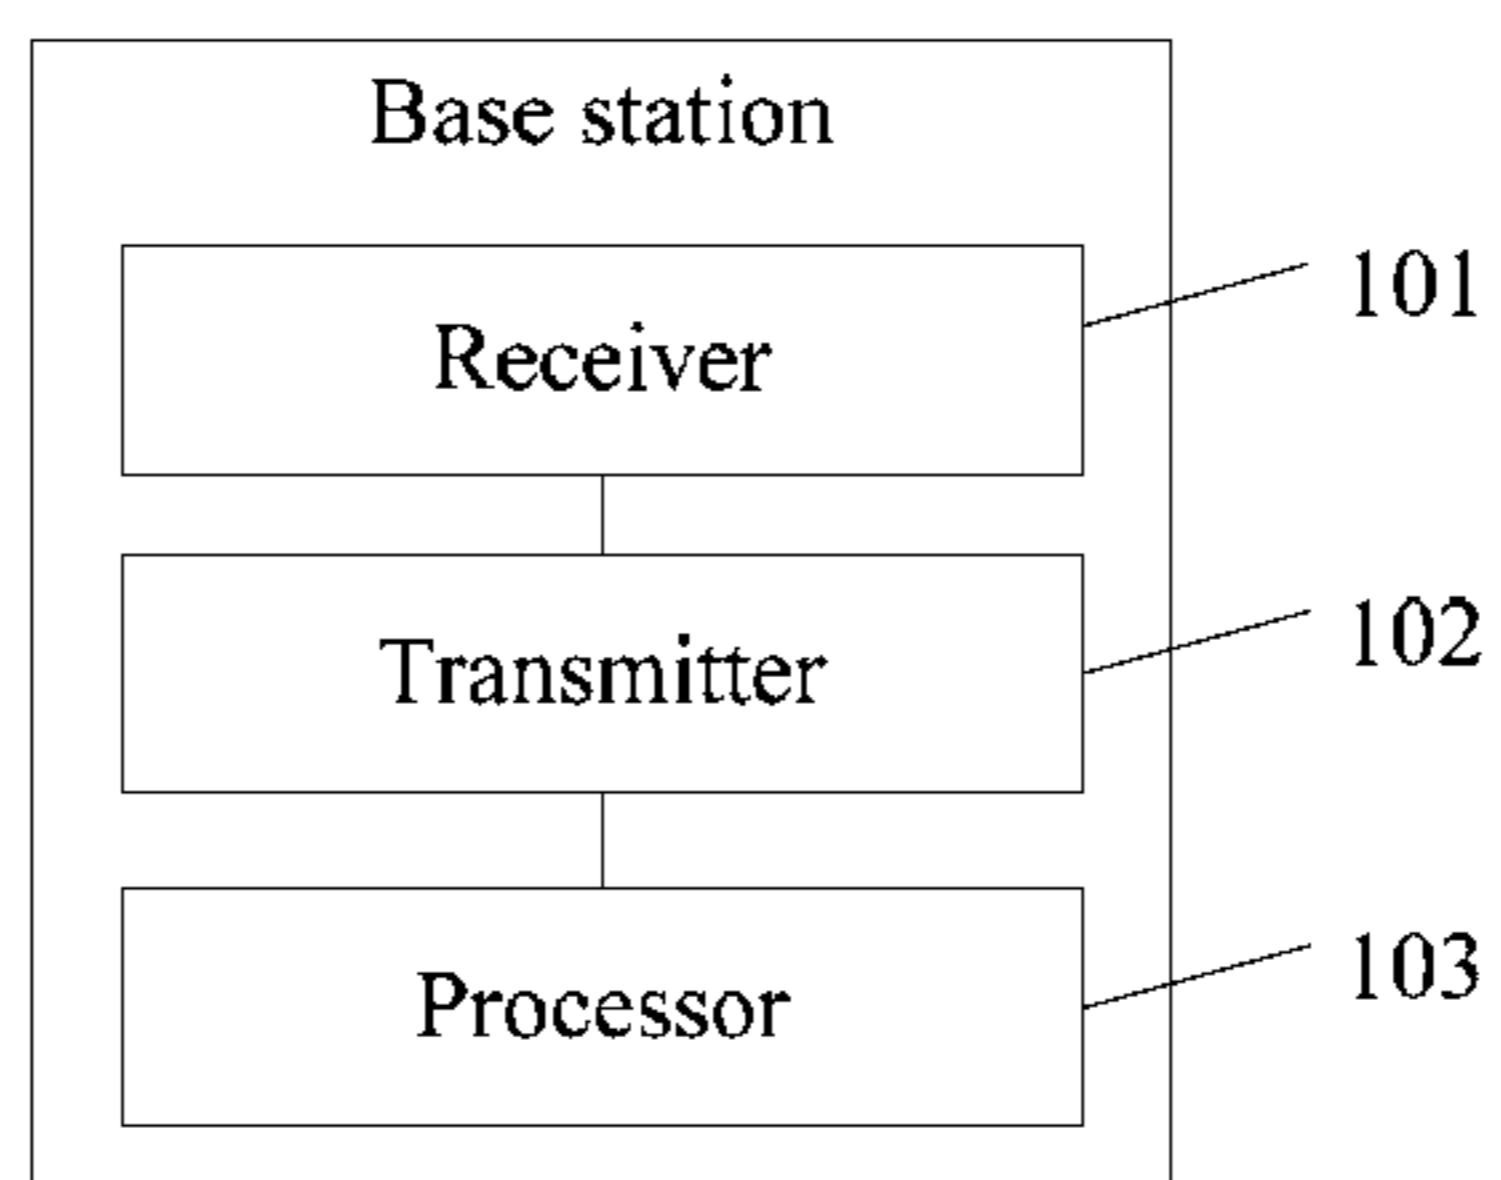 Base station
Receiver
101
Transmitter
102
Processor
103